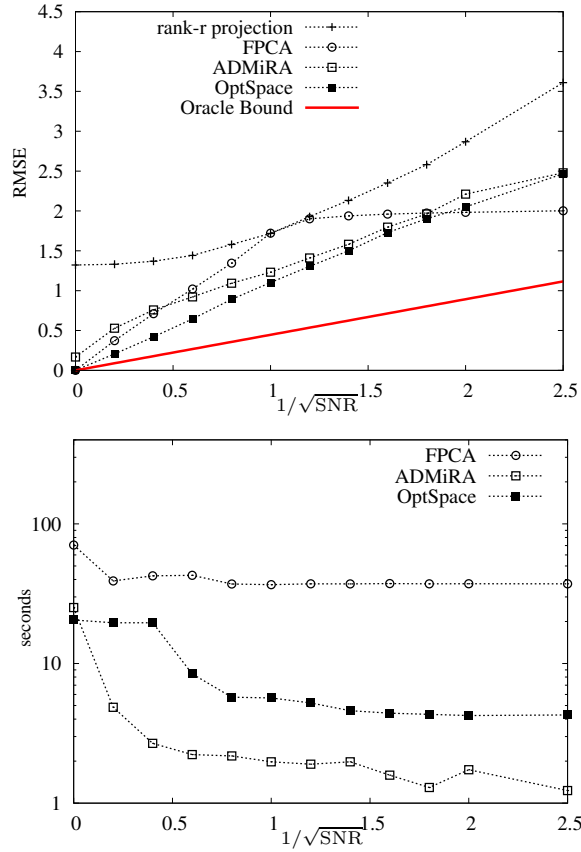 rank-r projection
FPCA
ADMiRA
OptSpace
Oracle Bound
4.5
4
3.5
3
2.5
2
1.5
1
0.5
0
RMSE
0 0.5 1 1.5 2 2.5
1/√SNR
FPCA
ADMiRA
OptSpace
100
10
1
seconds
0 0.5 1 1.5 2 2.5
1/√SNR